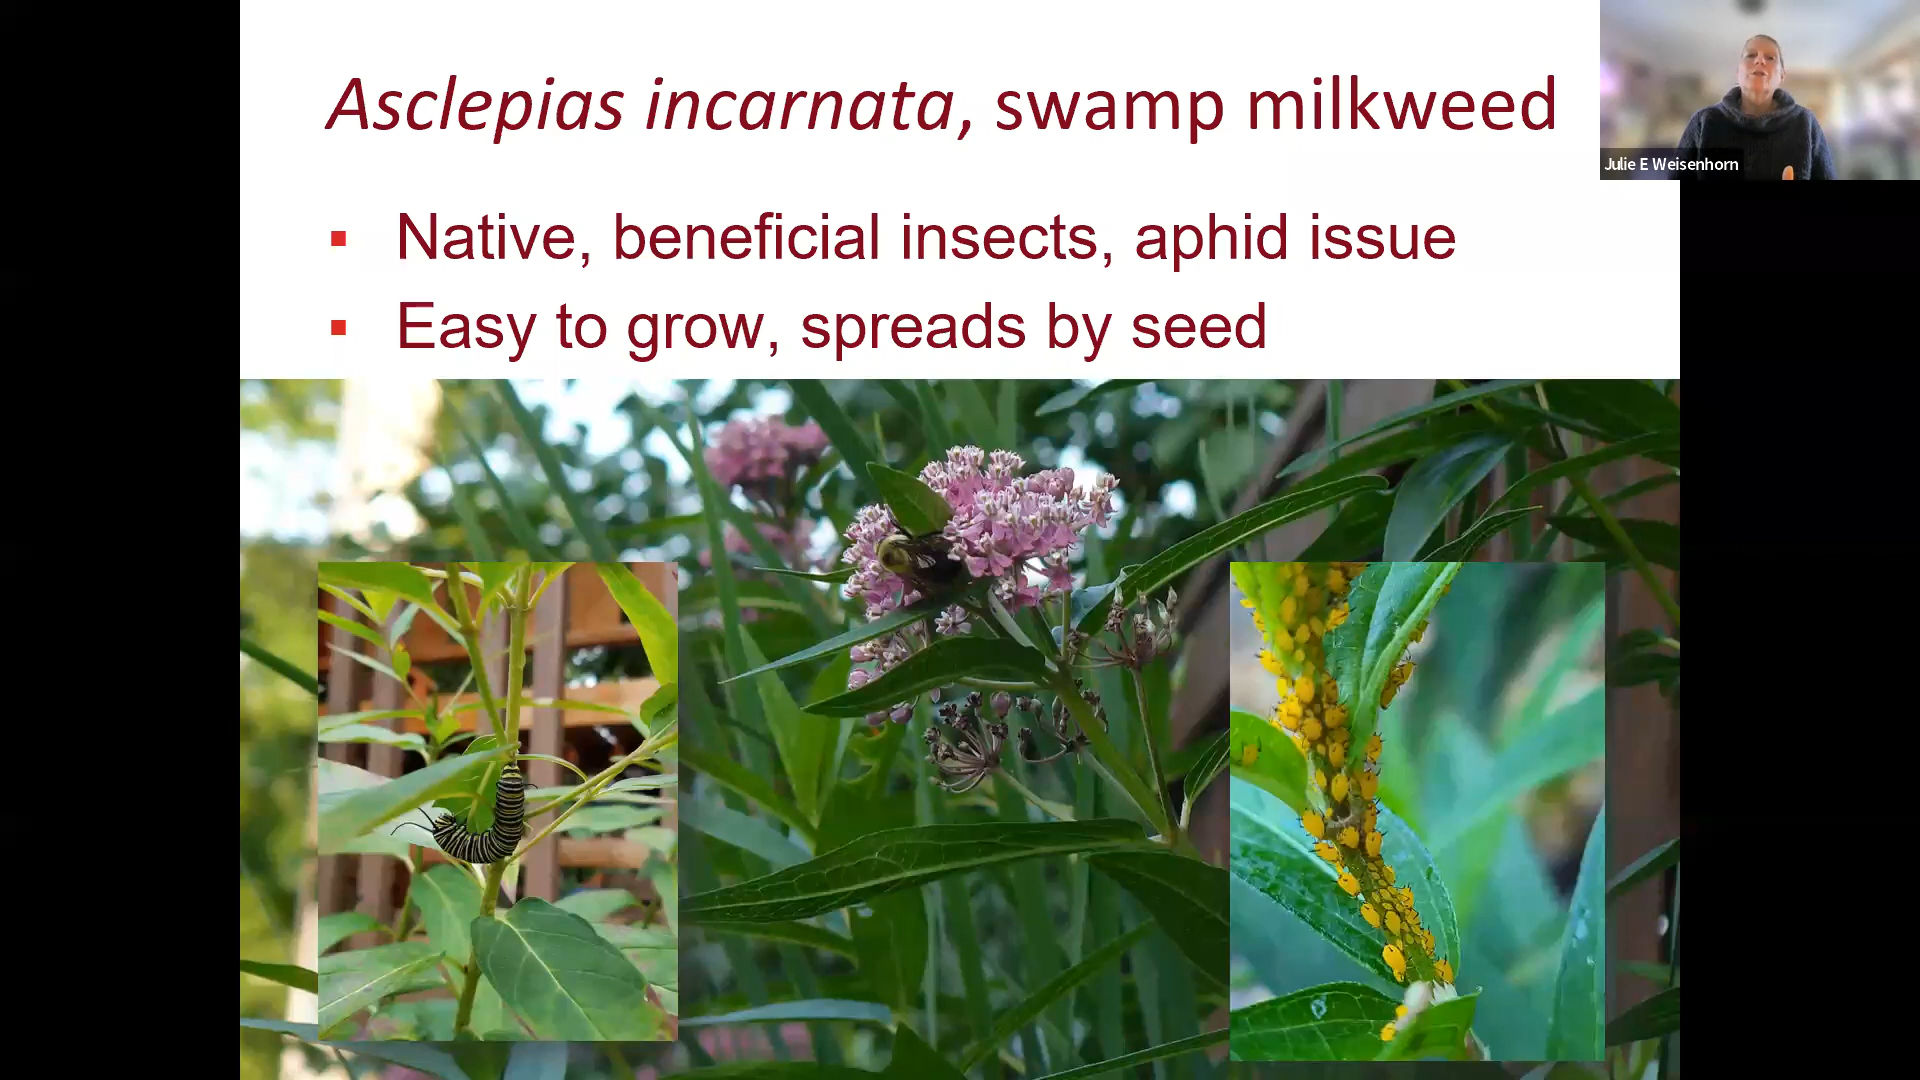 Asclepias incarnata, swamp milkweed
Julie E Weisenhorn
▪ Native, beneficial insects, aphid issue
▪ Easy to grow, spreads by seed